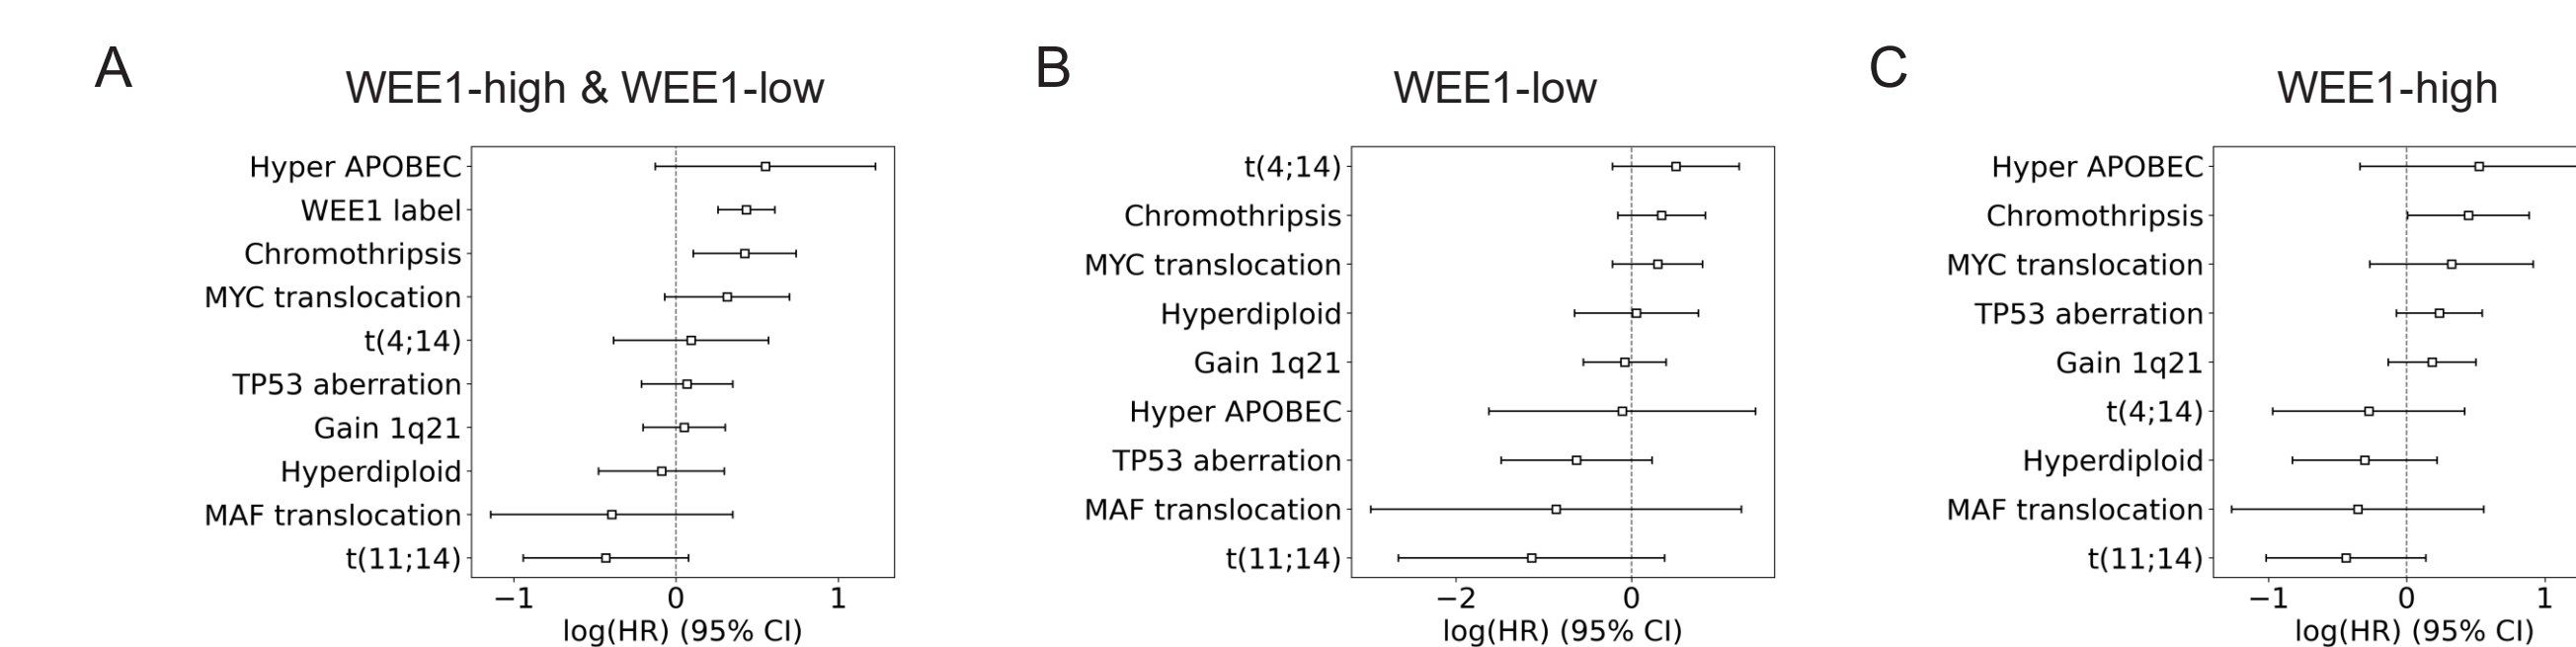 A
WEE1-high & WEE1-low
Hyper APOBEC
WEE1 label
Chromothripsis
MYC translocation
t(4;14)
TP53 aberration
Gain 1q21
Hyperdiploid
MAF translocation
t(11;14)
−1 0 1
log(HR) (95% CI)
B
WEE1-low
t(4;14)
Chromothripsis
MYC translocation
Hyperdiploid
Gain 1q21
Hyper APOBEC
TP53 aberration
MAF translocation
t(11;14)
−2 0
log(HR) (95% CI)
C
WEE1-high
Hyper APOBEC
Chromothripsis
MYC translocation
TP53 aberration
Gain 1q21
t(4;14)
Hyperdiploid
MAF translocation
t(11;14)
−1 0 1
log(HR) (95% CI)